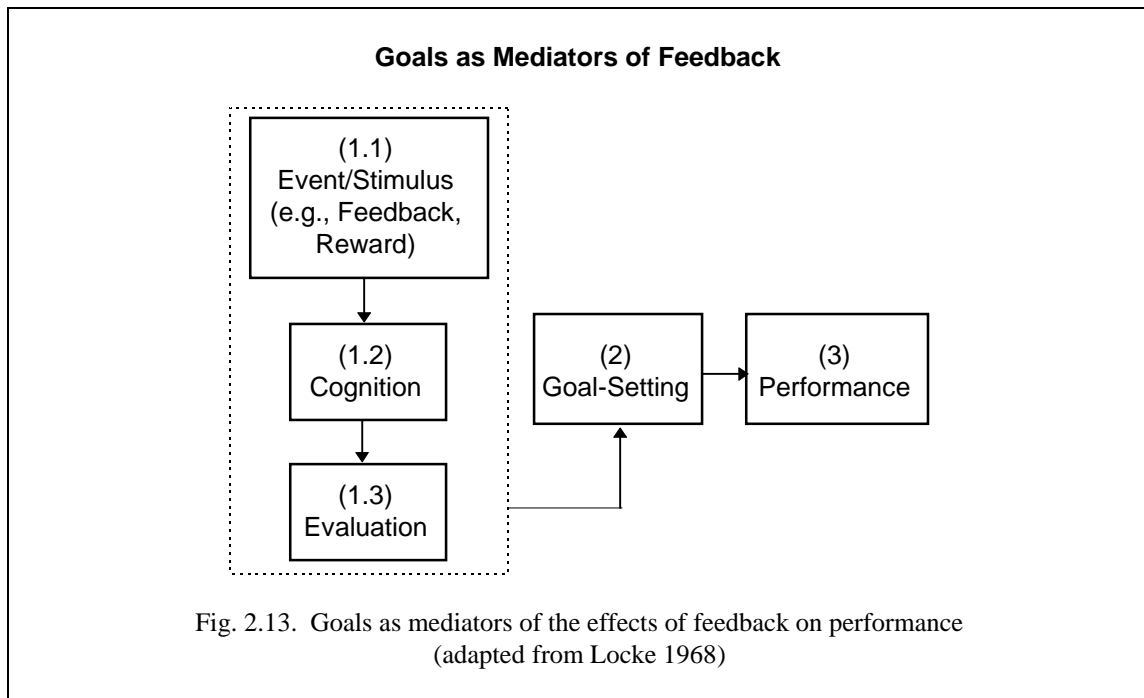 Goals as Mediators of Feedback
(1.1)
Event/Stimulus
(e.g., Feedback,
Reward)
(1.2)
Cognition
(1.3)
Evaluation
(2)
Goal-Setting
(3)
Performance
Fig. 2.13.  Goals as mediators of the effects of feedback on performance
(adapted from Locke 1968)